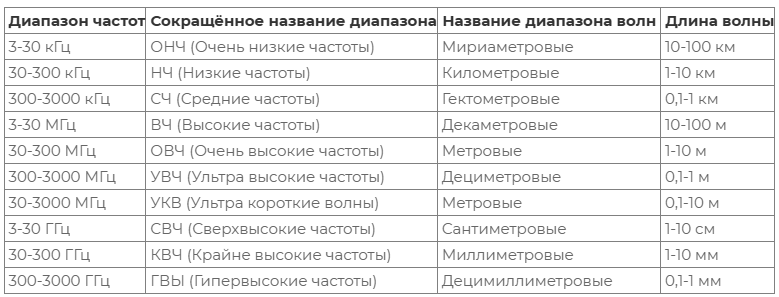 Диапазон частот Сокращённое название диапазона Название диапазона волн Длина волны
3-30 кГц ОНЧ (Очень низкие частоты) Мириаметровые 10-100 км
30-300 кГц НЧ (Низкие частоты) Километровые 1-10 км
300-3000 кГц СЧ (Средние частоты) Гектометровые 0,1-1 км
3-30 МГц ВЧ (Высокие частоты) Декаметровые 10-100 м
30-300 МГц ОВЧ (Очень высокие частоты) Метровые 1-10 м
300-3000 МГц УВЧ (Ультра высокие частоты) Дециметровые 0,1-1 м
30-3000 МГц УКВ (Ультра короткие волны) Метровые 0,1-10 м
3-30 ГГц СВЧ (Сверхвысокие частоты) Сантиметровые 1-10 см
30-300 ГГц КВЧ (Крайне высокие частоты) Миллиметровые 1-10 мм
300-3000 ГГц ГВЫ (Гипервысокие частоты) Децимиллиметровые 0,1-1 мм